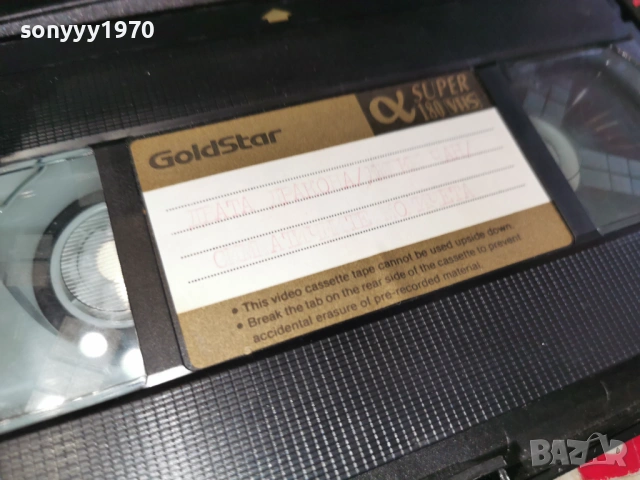 sonyyy1970
α SUPER
180 VHS
GoldStar
• This video cassette tape cannot be used upside down.
• Break the tab on the rear side of the cassette to prevent
accidental erasure of pre-recorded material.
BAZAR